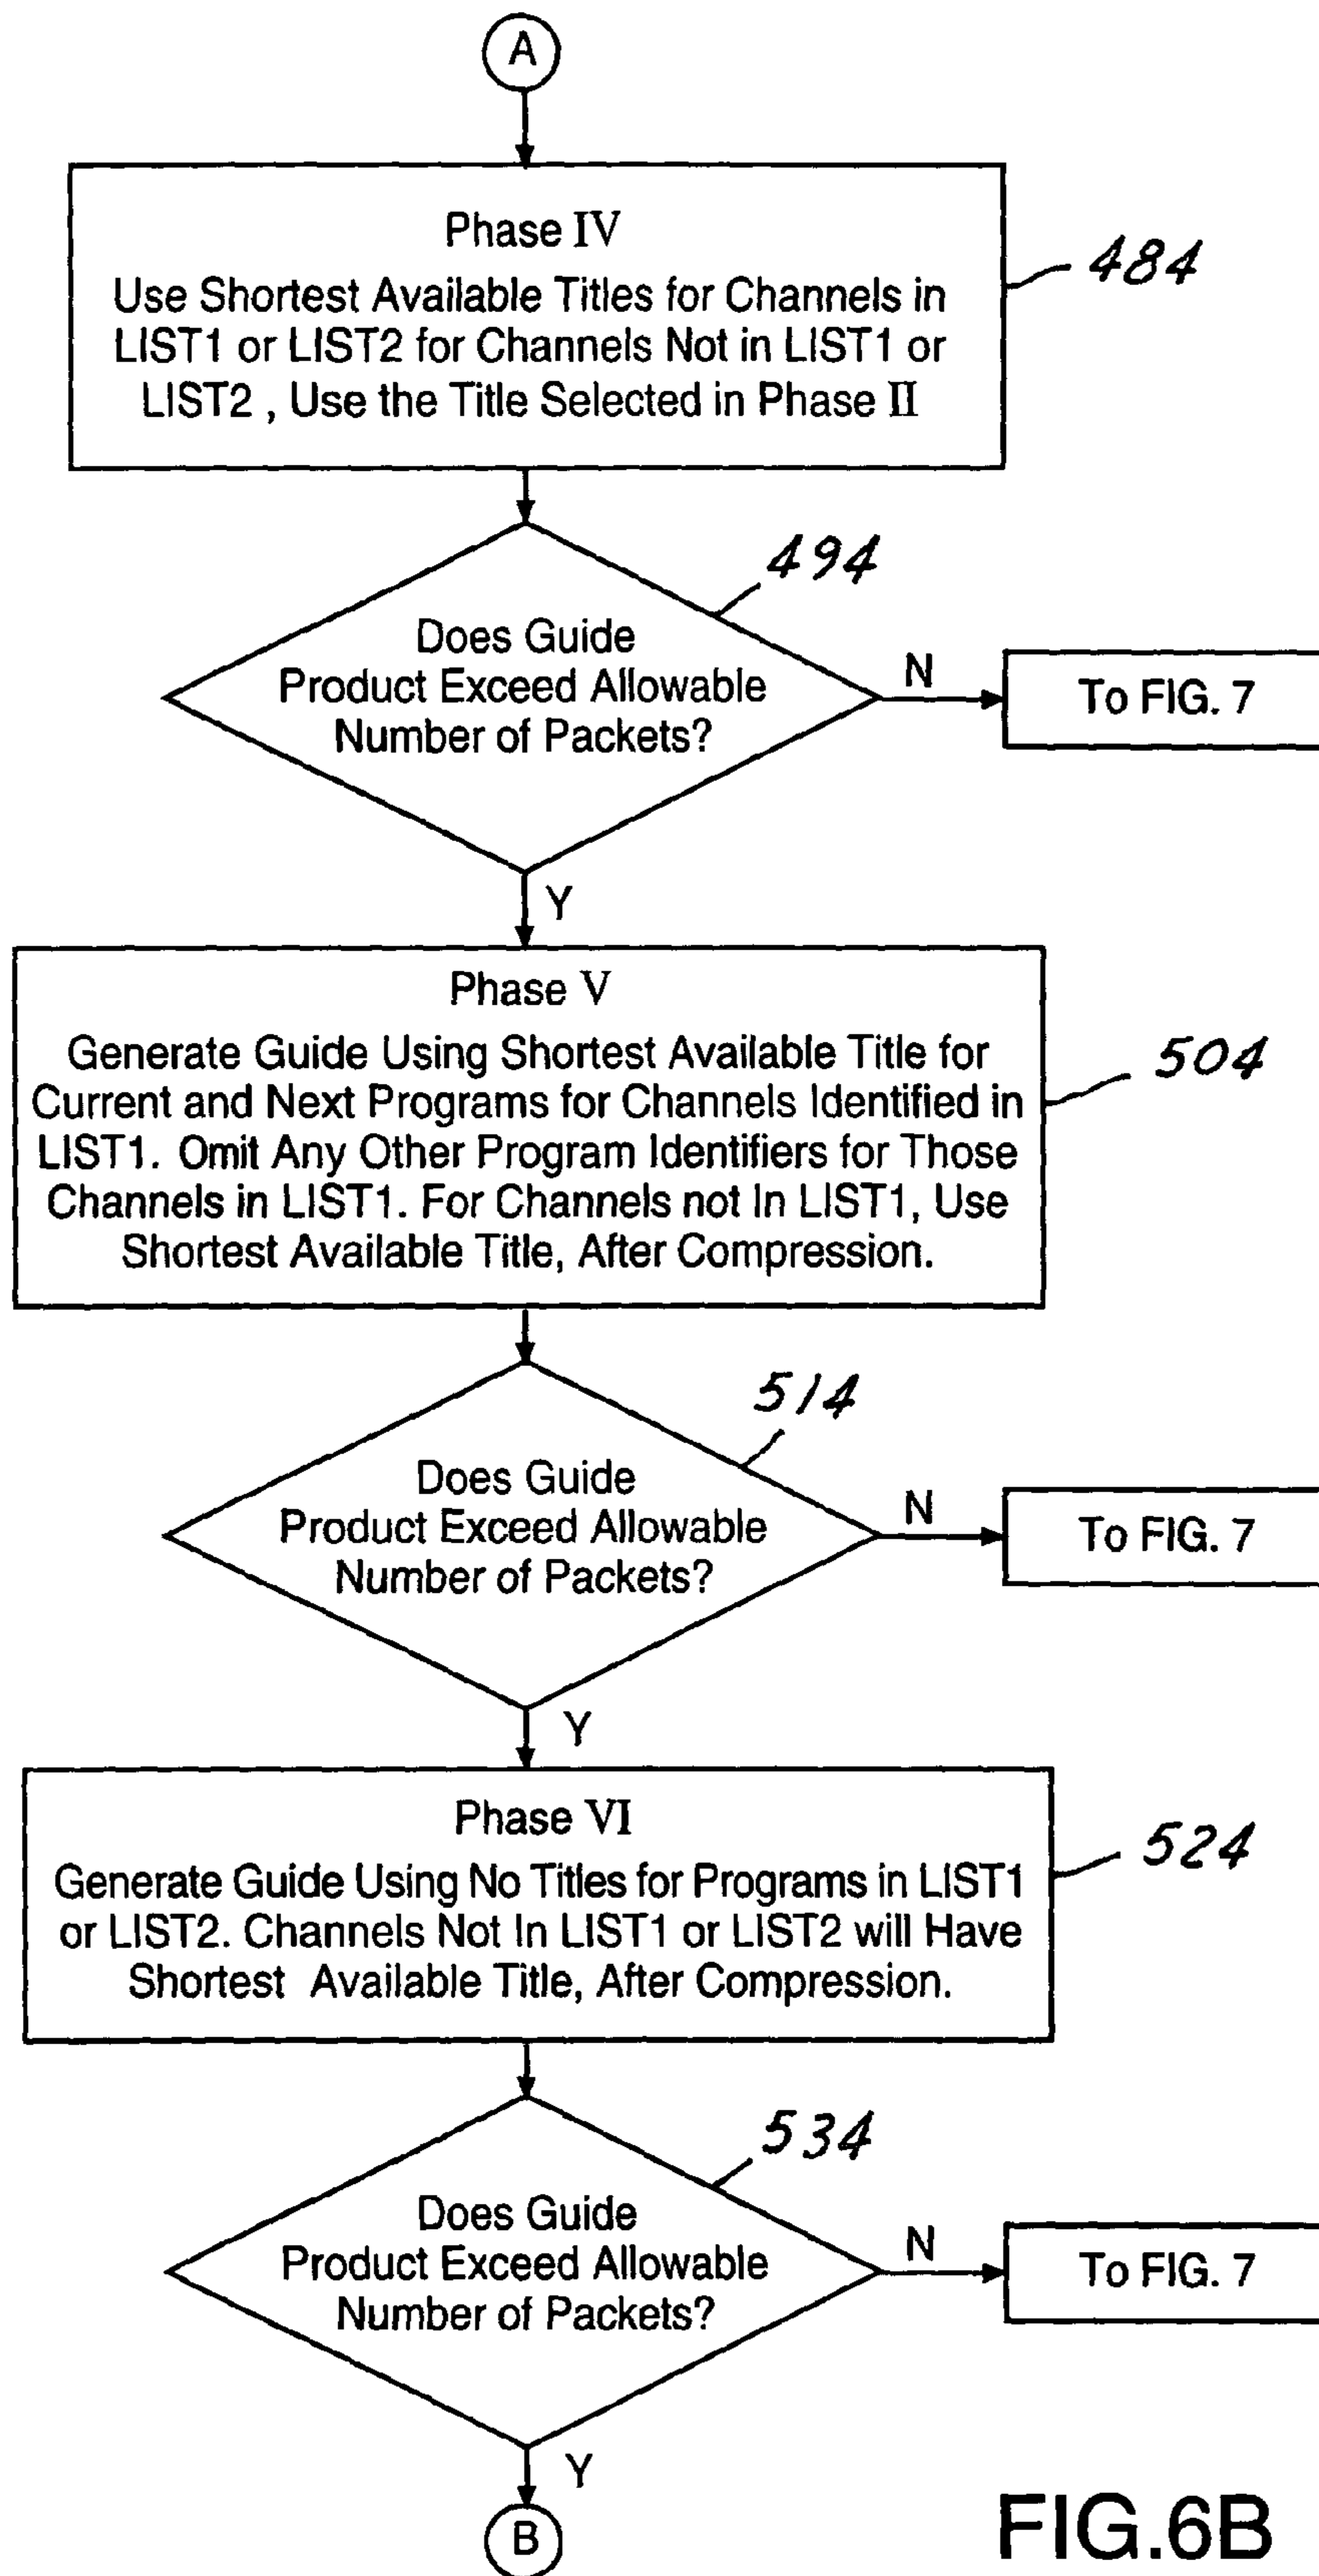 A
Phase IV
Use Shortest Available Titles for Channels in
LIST1 or LIST2 for Channels Not in LIST1 or
LIST2 , Use the Title Selected in Phase II
484
494
Does Guide
Product Exceed Allowable
Number of Packets?
N
To FIG. 7
Y
Phase V
Generate Guide Using Shortest Available Title for
Current and Next Programs for Channels Identified in
LIST1. Omit Any Other Program Identifiers for Those
Channels in LIST1. For Channels not In LIST1, Use
Shortest Available Title, After Compression.
504
514
Does Guide
Product Exceed Allowable
Number of Packets?
N
To FIG. 7
Y
Phase VI
Generate Guide Using No Titles for Programs in LIST1
or LIST2. Channels Not In LIST1 or LIST2 will Have
Shortest Available Title, After Compression.
524
534
Does Guide
Product Exceed Allowable
Number of Packets?
N
To FIG. 7
Y
B
FIG.6B